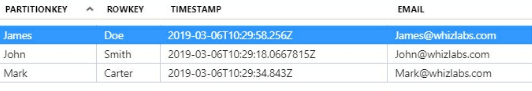 PARTITIONKEY ROWKEY TIMESTAMP EMAIL
James Doe 2019-03-06T10:29:58.256Z James@whizlabs.com
John Smith 2019-03-06T10:29:18.0667815Z John@whizlabs.com
Mark Carter 2019-03-06T10:29:34.843Z Mark@whizlabs.com